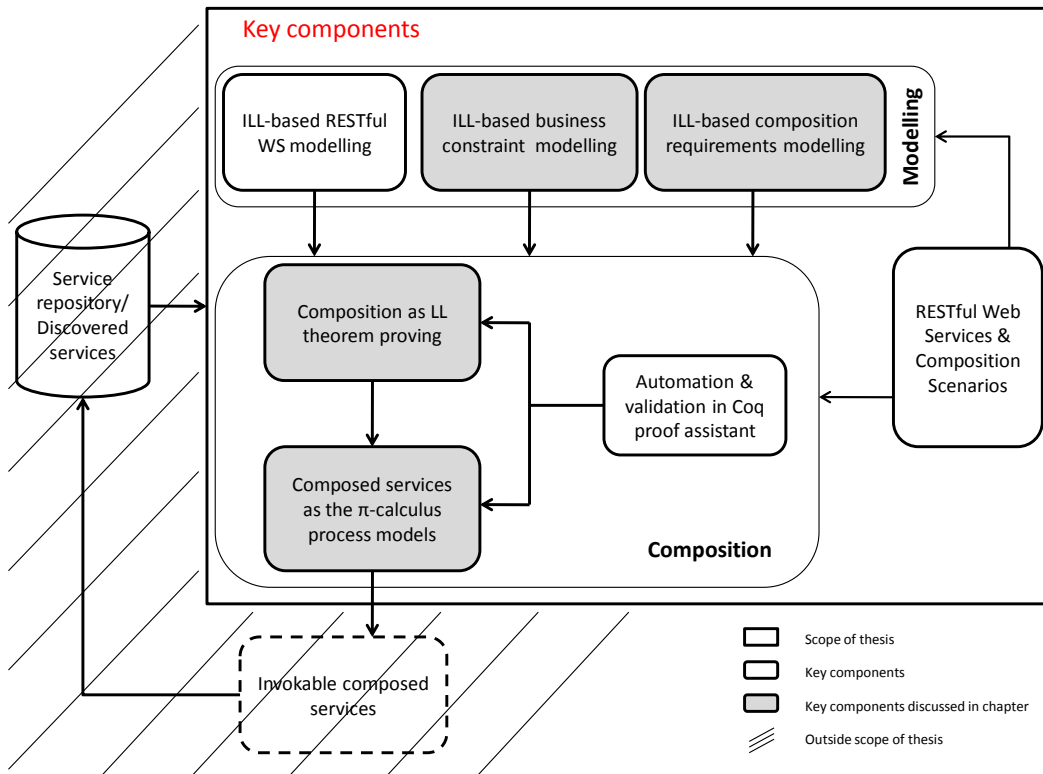 Key components
ILL-based RESTful
WS modelling
ILL-based business
constraint modelling
ILL-based composition
requirements modelling
Modelling
Service
repository/
Discovered
services
Composition as LL
theorem proving
Automation &
validation in Coq
proof assistant
RESTful Web
Services &
Composition
Scenarios
Composed services
as the π-calculus
process models
Composition
Invokable composed
services
Scope of thesis
Key components
Key components discussed in chapter
Outside scope of thesis